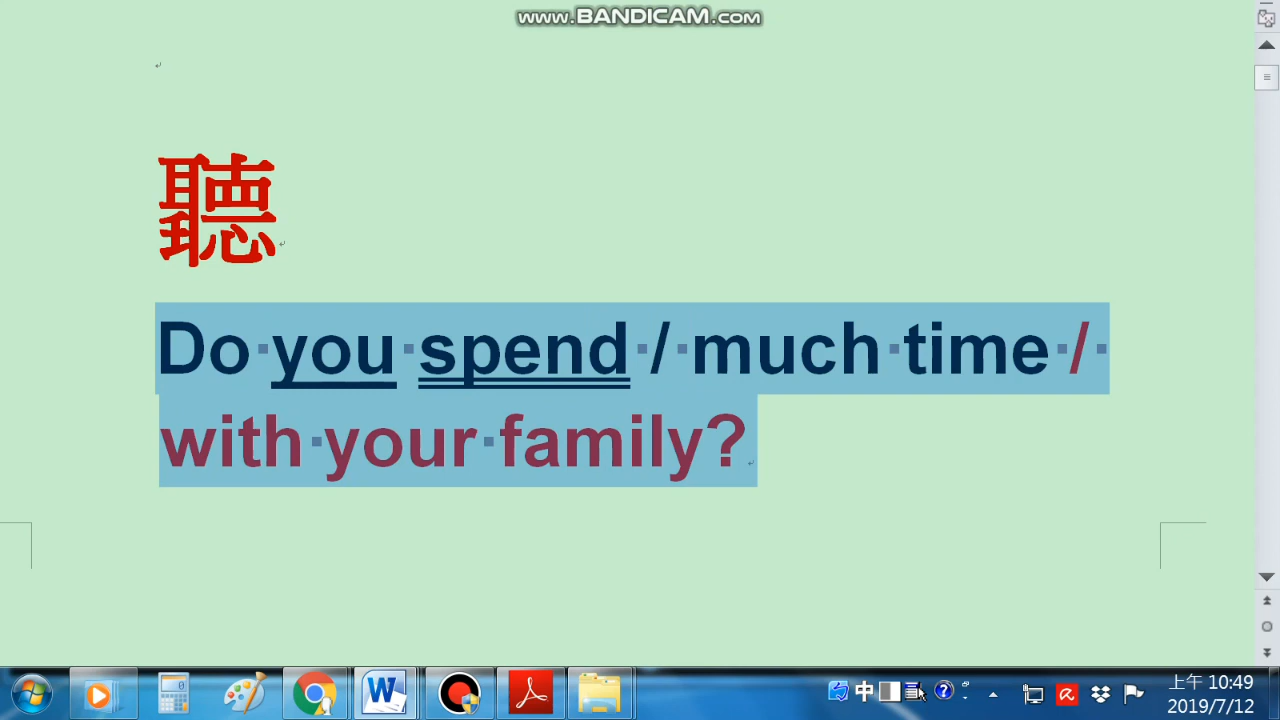 www.BANDICAM.com
聽
Do you spend / much time /
with your family?
中
上午 10:49
2019/7/12